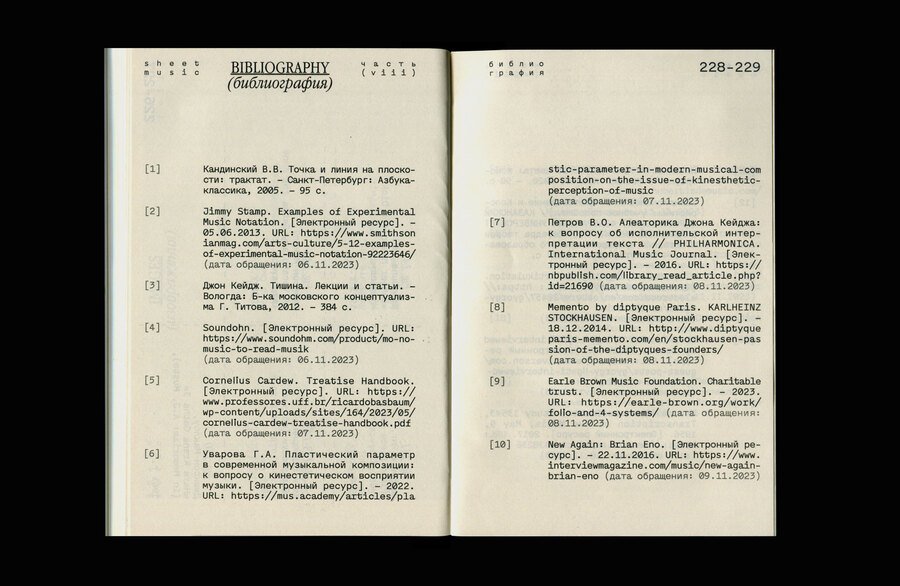 sheet
music
BIBLIOGRAPHY
(библиография)
часть
(viii)
[1] Кандинский В.В. Точка и линия на плоско-
сти: трактат. – Санкт-Петербург: Азбука-
классика, 2005. – 95 с.
[2] Jimmy Stamp. Examples of Experimental
Music Notation. [Электронный ресурс]. –
05.06.2013. URL: https://www.smithson
ianmag.com/arts-culture/5-12-examples-
of-experimental-music-notation-92223646/
(дата обращения: 06.11.2023)
[3] Джон Кейдж. Тишина. Лекции и статьи. –
Вологда: Б-ка московского концептуализ-
ма Г. Титова, 2012. – 384 с.
[4] Soundohn. [Электронный ресурс]. URL:
https://www.soundohm.com/product/mo-no-
music-to-read-musik
(дата обращения: 06.11.2023)
[5] Cornelius Cardew. Treatise Handbook.
[Электронный ресурс]. URL: https://
www.professores.uff.br/ricardobasbaum/
wp-content/uploads/sites/164/2023/05/
cornelius-cardew-treatise-handbook.pdf
(дата обращения: 07.11.2023)
[6] Уварова Г.А. Пластический параметр
в современной музыкальной композиции:
к вопросу о кинестетическом восприятии
музыки. [Электронный ресурс]. – 2022.
URL: https://mus.academy/articles/pla
библио
графия
228–229
stic-parameter-in-modern-musical-com
position-on-the-issue-of-kinesthetic-
perception-of-music
(дата обращения: 07.11.2023)
[7] Петров В.О. Алеаторика Джона Кейджа:
к вопросу об исполнительской интер-
претации текста // PHILHARMONICA.
International Music Journal. [Элек-
тронный ресурс]. – 2016. URL: https://
nbpublish.com/library_read_article.php?
id=21690 (дата обращения: 08.11.2023)
[8] Memento by diptyque Paris. KARLHEINZ
STOCKHAUSEN. [Электронный ресурс]. –
18.12.2014. URL: http://www.diptyque
paris-memento.com/en/stockhausen-pas
sion-of-the-diptyques-founders/
(дата обращения: 08.11.2023)
[9] Earle Brown Music Foundation. Charitable
trust. [Электронный ресурс]. – 2023.
URL: https://earle-brown.org/work/
folio-and-4-systems/ (дата обращения:
08.11.2023)
[10] New Again: Brian Eno. [Электронный ре-
сурс]. – 22.11.2016. URL: https://www.
interviewmagazine.com/music/new-again-
brian-eno (дата обращения: 09.11.2023)